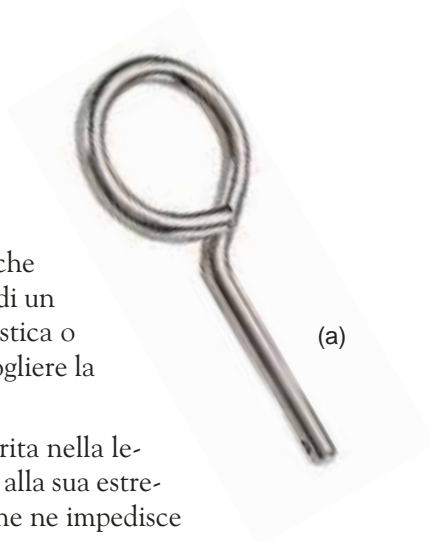 che
di un
stica o
ogliere la
(a)
rita nella le-
alla sua estre-
ne ne impedisce